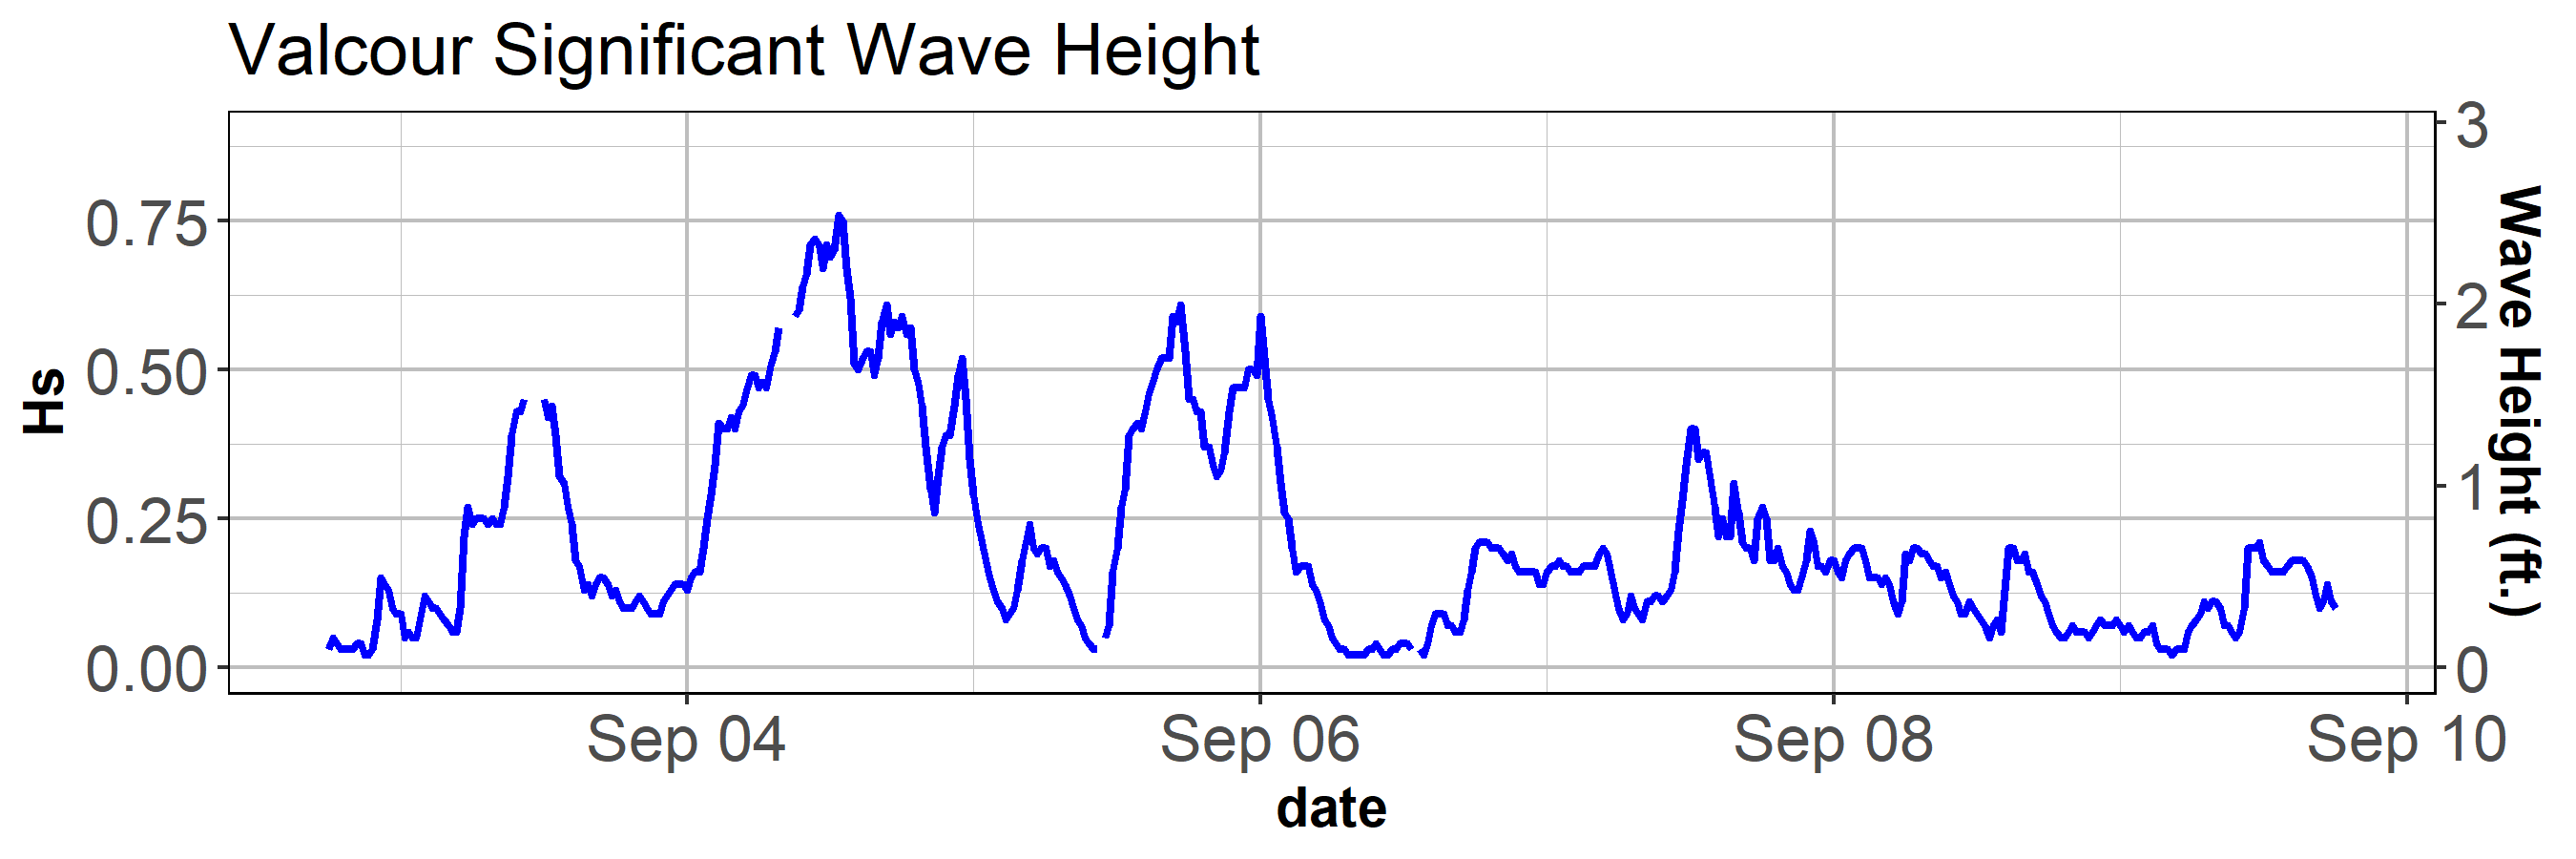 Valcour Significant Wave Height
Hs
0.75
0.50
0.25
0.00
3
2
1
0
Wave Height (ft.)
Sep 04 Sep 06 Sep 08 Sep 10
date